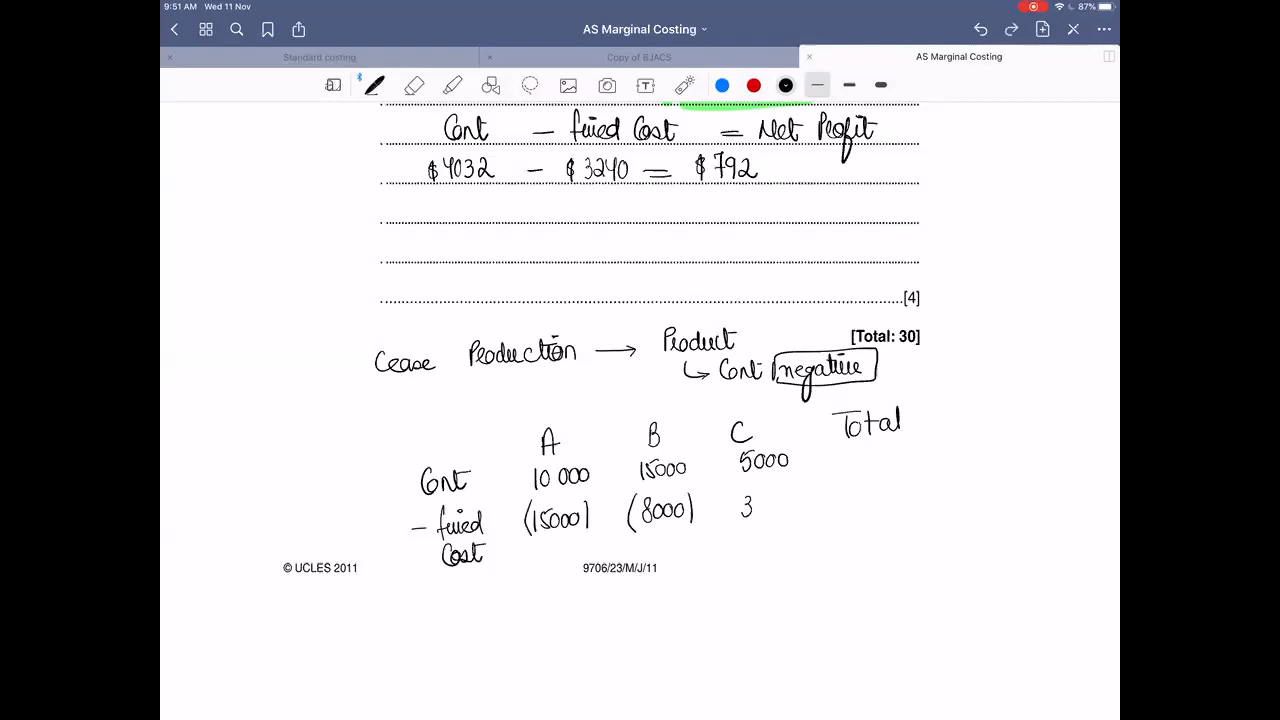 9:51 AM Wed 11 Nov
87%
AS Marginal Costing
Standard costing
Copy of BJACS
AS Marginal Costing
Cont - fixed Cost = Net Profit
$4032 - $3240 = $792
[4]
[Total: 30]
Cease Production → Product
↳ Cont negative
A B C Total
Cont 10 000 15000 5000
- fixed Cost (15000) (8000) 3
© UCLES 2011
9706/23/M/J/11